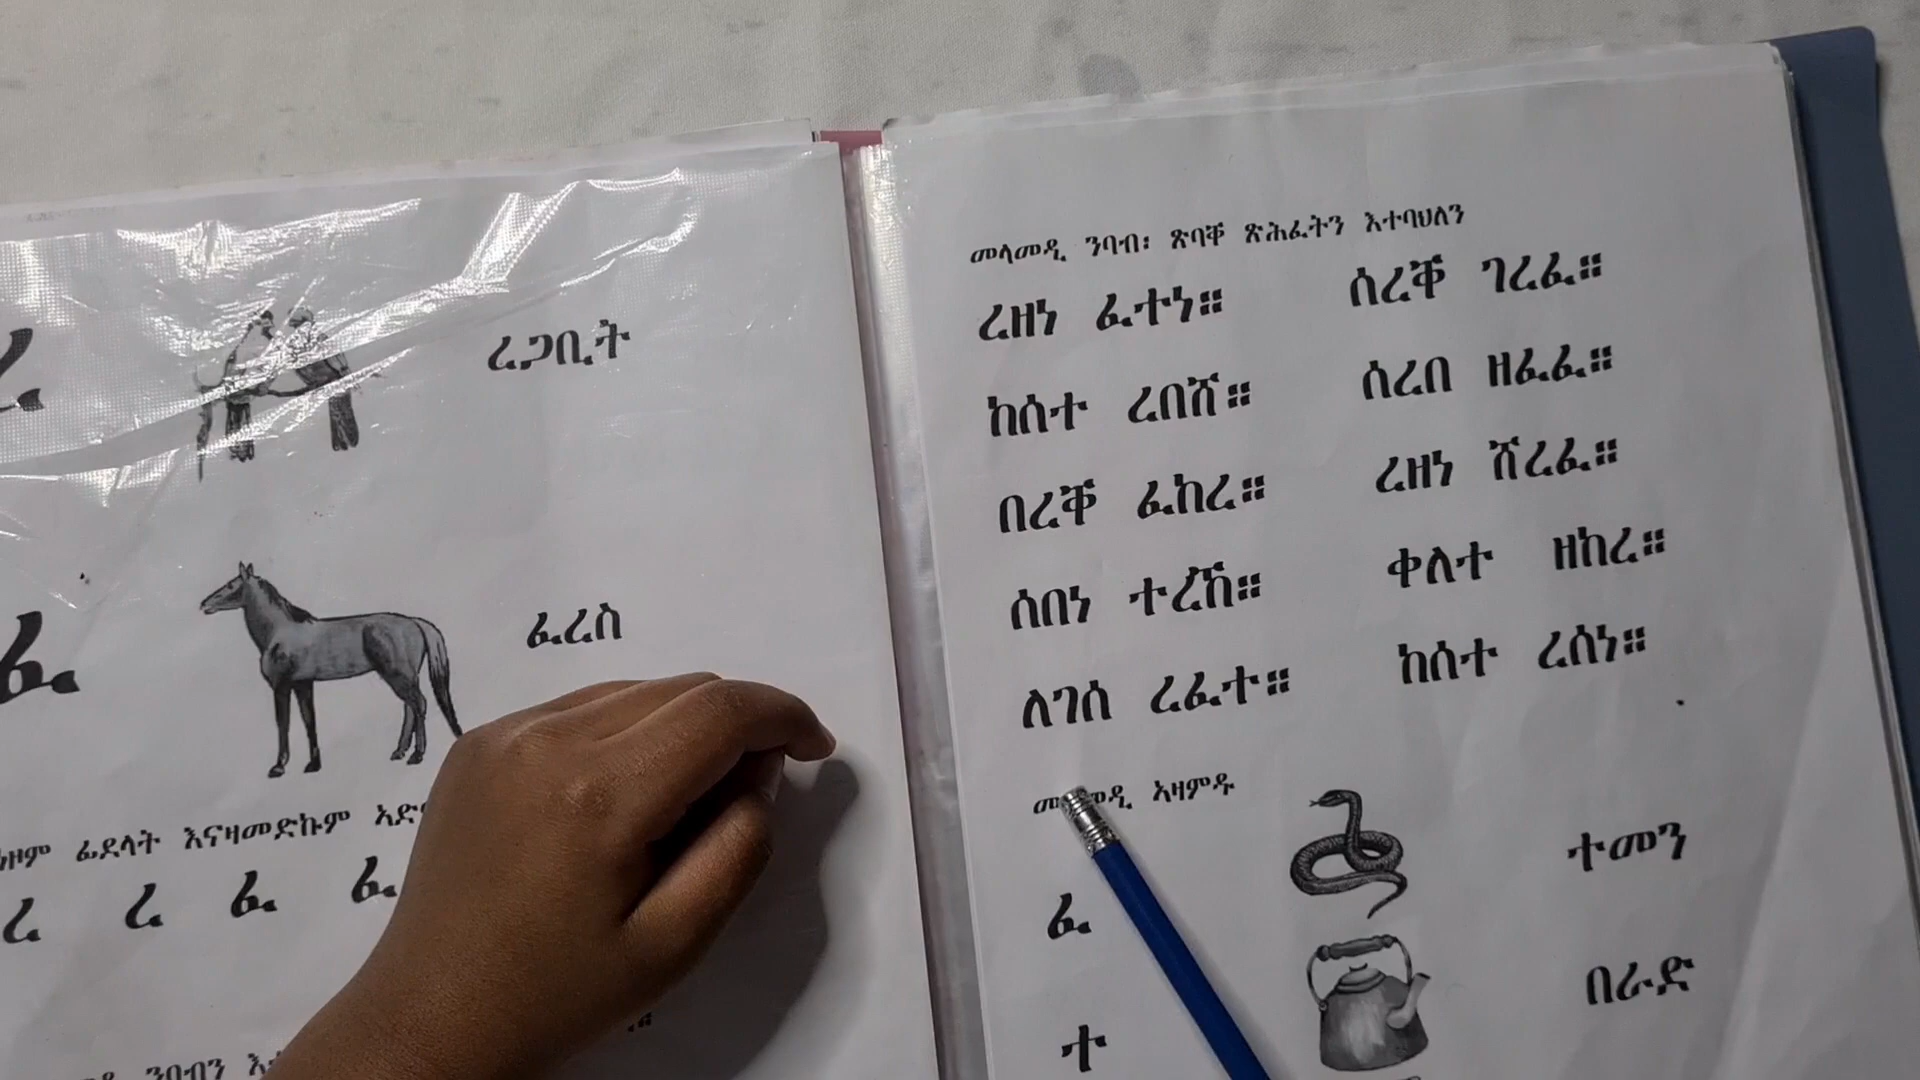 ረ
ረጋቢት
ፈ
ፈረስ
ፊደላት እናዛመድኩም
ረ ረ ፈ ፈ
ንባብን
መላመዲ ንባብ፡ ጽባቐ ጽሕፈትን እተባህለን
ረዘነ ፈተነ። ሰረቐ ገረፈ።
ከሰተ ረበሸ። ሰረበ ዘፈፈ።
በረቐ ፈከረ። ረዘነ ሸረፈ።
ሰበነ ተረኸ። ቀለተ ዘከረ።
ለገሰ ረፈተ። ከሰተ ረሰነ።
ኣዛምዱ
ፈ ተመን
ተ በራድ